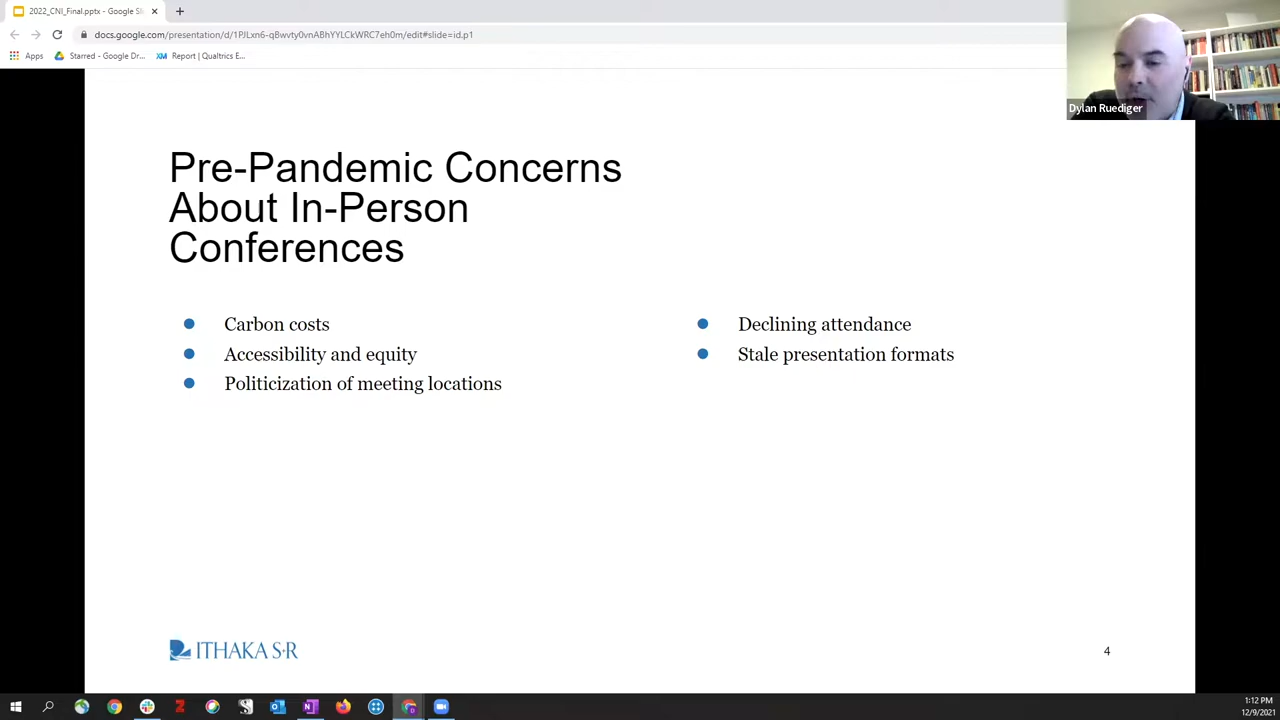 2022_CNI_Final.pptx - Google Sli
docs.google.com/presentation/d/1PJLxn6-qBwvty0vnABhYYLCkWRC7eh0m/edit#slide=id.p1
Apps
Starred - Google Dr...
Report | Qualtrics E...
Dylan Ruediger
Pre-Pandemic Concerns
About In-Person
Conferences
Carbon costs
Accessibility and equity
Politicization of meeting locations
Declining attendance
Stale presentation formats
ITHAKA S·R
4
1:12 PM
12/9/2021